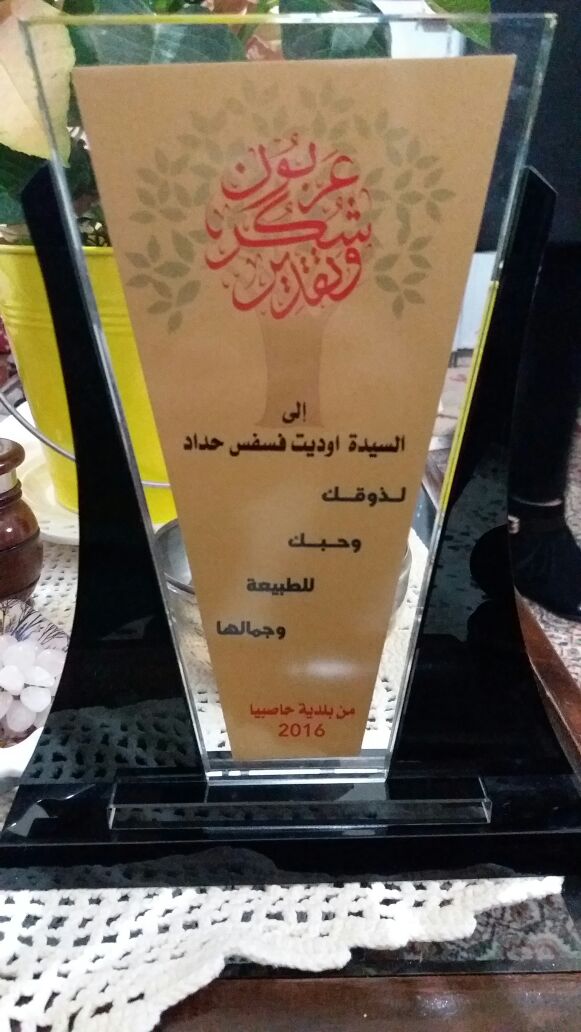 عربون
شكر
وتقدير
إلى
السيدة اوديت فسفس حداد
لذوقك
وحبك
للطبيعة
وجمالها
من بلدية حاصبيا
2016